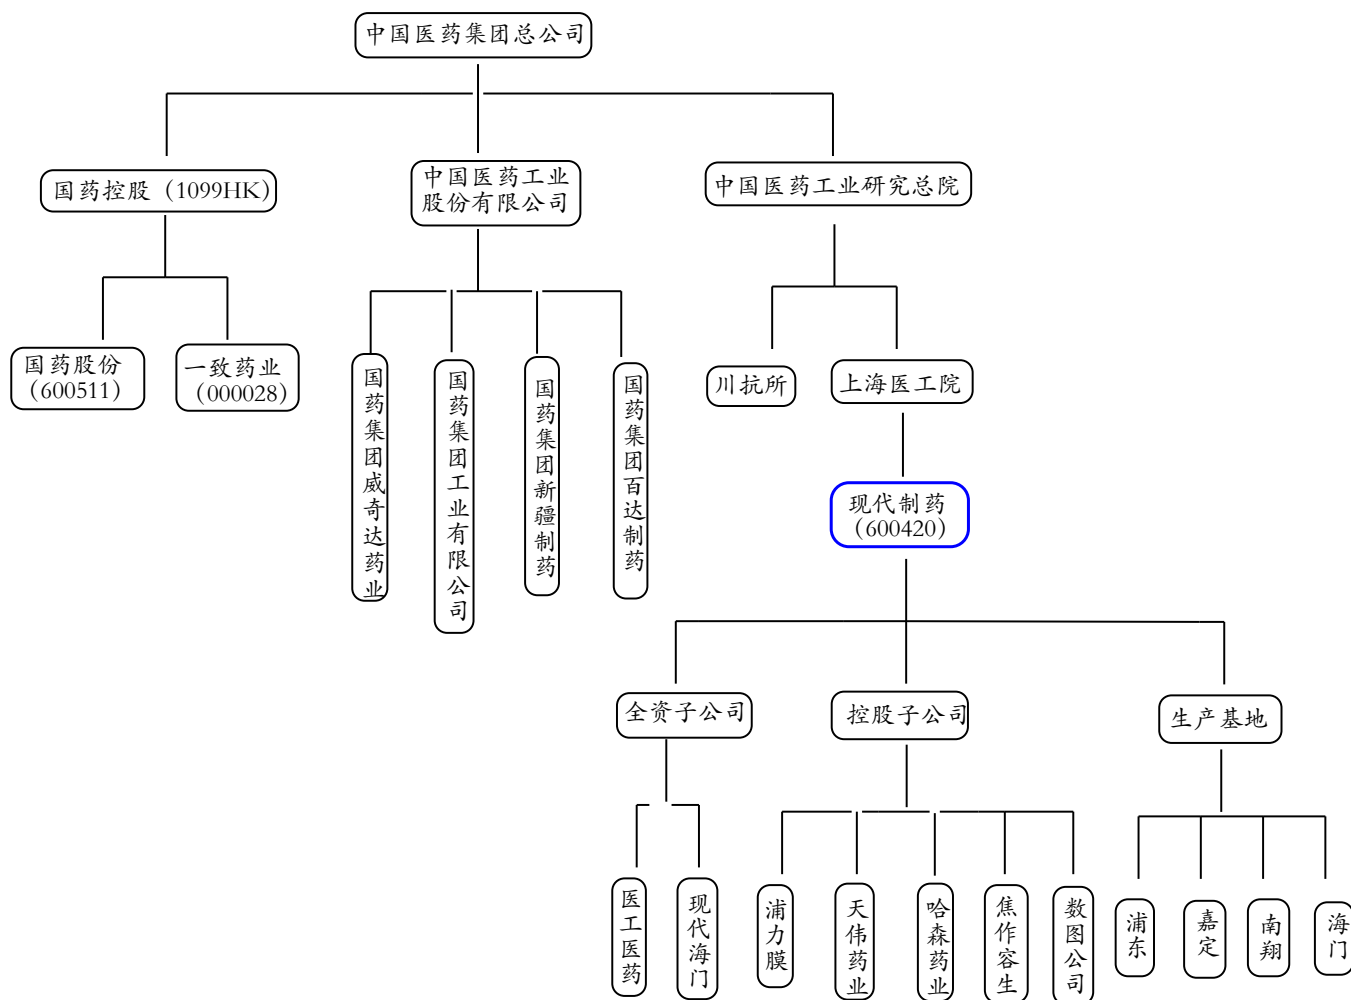 中国医药集团总公司
国药控股（1099HK）
中国医药工业
股份有限公司
中国医药工业研究总院
国药股份
（600511）
一致药业
（000028）
国药集团威奇达药业
国药集团工业有限公司
国药集团新疆制药
国药集团百达制药
川抗所
上海医工院
现代制药
（600420）
全资子公司
控股子公司
生产基地
医工医药
现代海门
浦力膜
天伟药业
哈森药业
焦作容生
数图公司
浦东
嘉定
南翔
海门